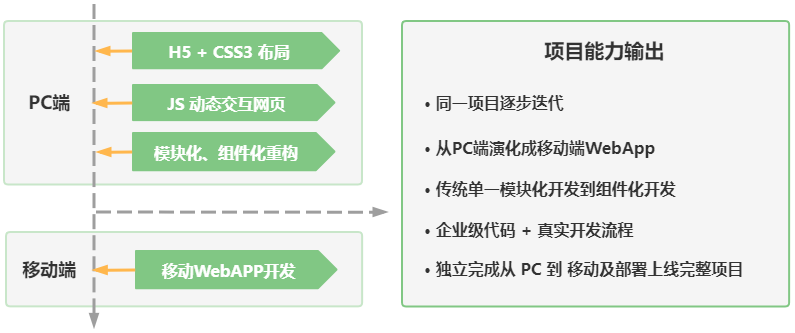 PC端
H5 + CSS3 布局
JS 动态交互网页
模块化、组件化重构
移动端
移动WebAPP开发
项目能力输出
• 同一项目逐步迭代
• 从PC端演化成移动端WebApp
• 传统单一模块化开发到组件化开发
• 企业级代码 + 真实开发流程
• 独立完成从 PC 到 移动及部署上线完整项目